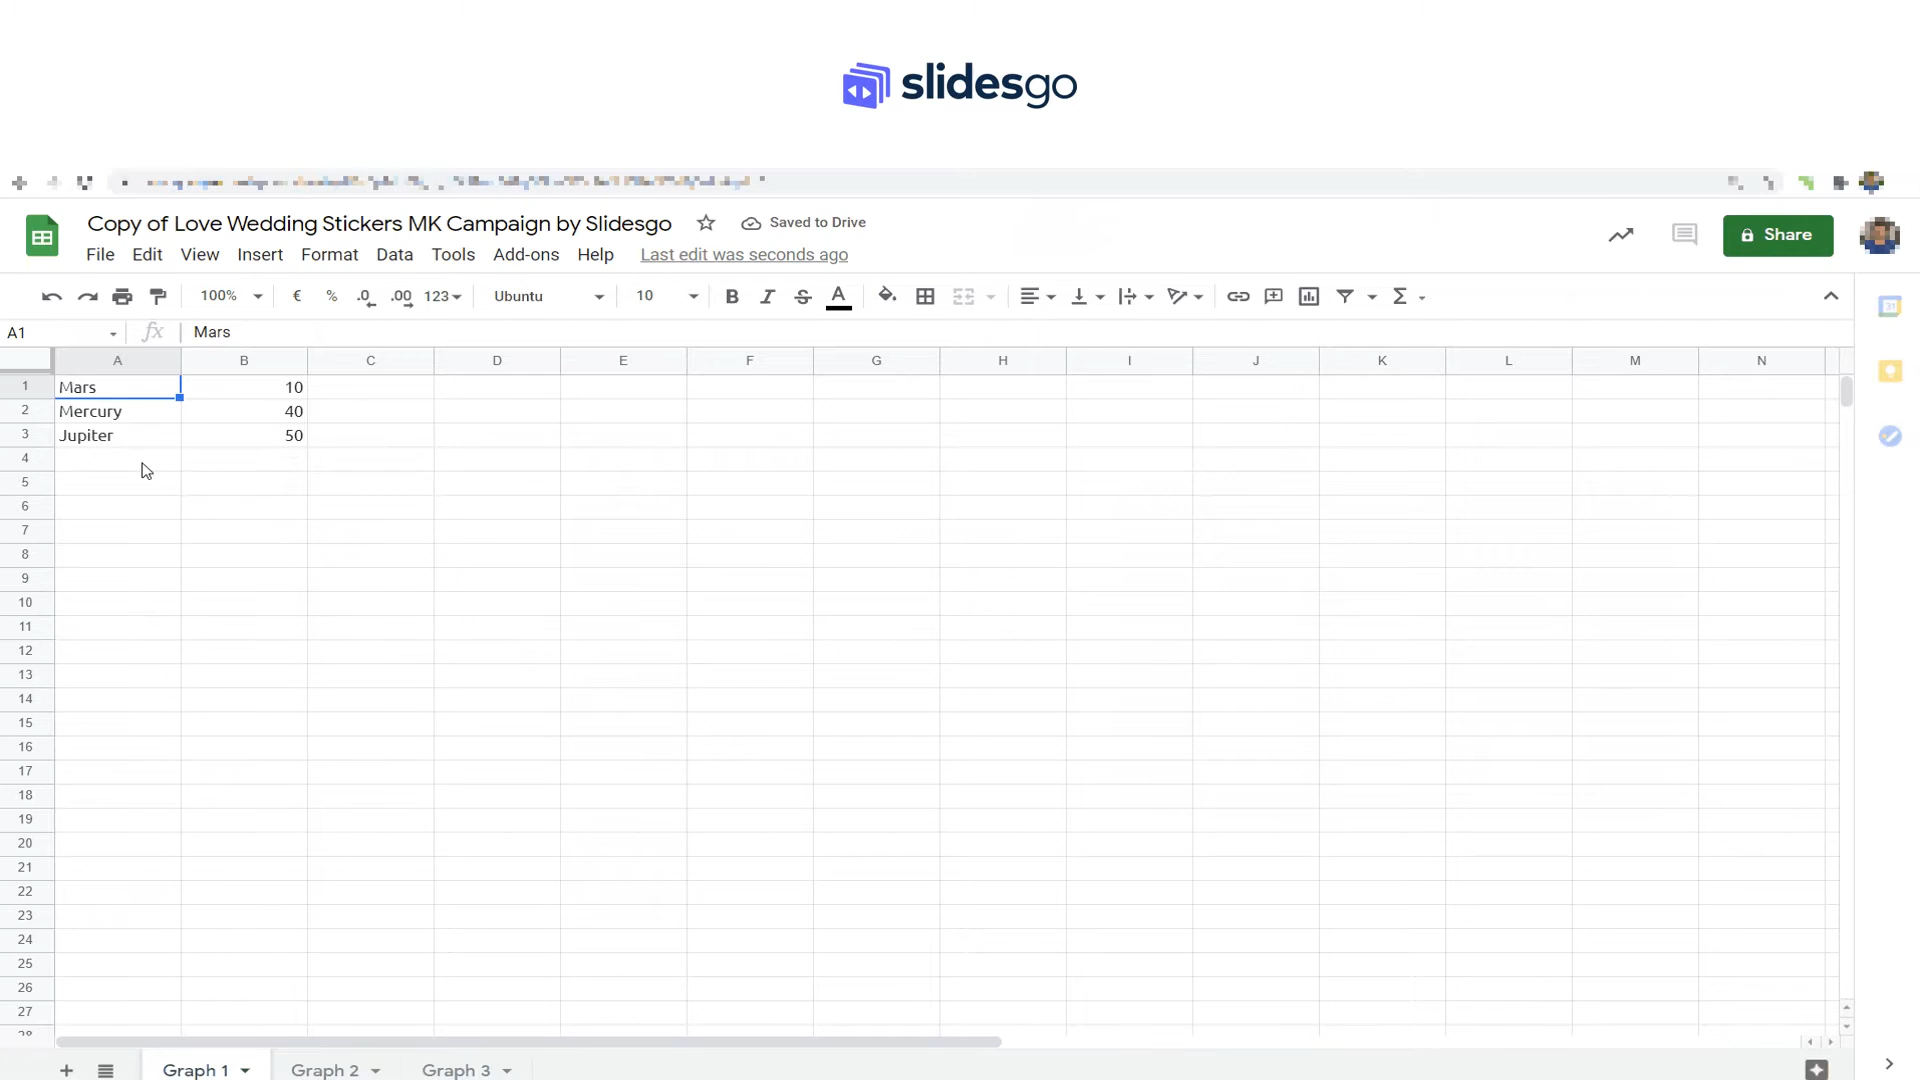 slidesgo
Copy of Love Wedding Stickers MK Campaign by Slidesgo Saved to Drive
File Edit View Insert Format Data Tools Add-ons Help Last edit was seconds ago
Share
100% € % .0 .00 123 Ubuntu 10 B I S A Σ
31
A1 fx Mars
A B C D E F G H I J K L M N
1 Mars 10
2 Mercury 40
3 Jupiter 50
4
5
6
7
8
9
10
11
12
13
14
15
16
17
18
19
20
21
22
23
24
25
26
27
28
Graph 1 Graph 2 Graph 3